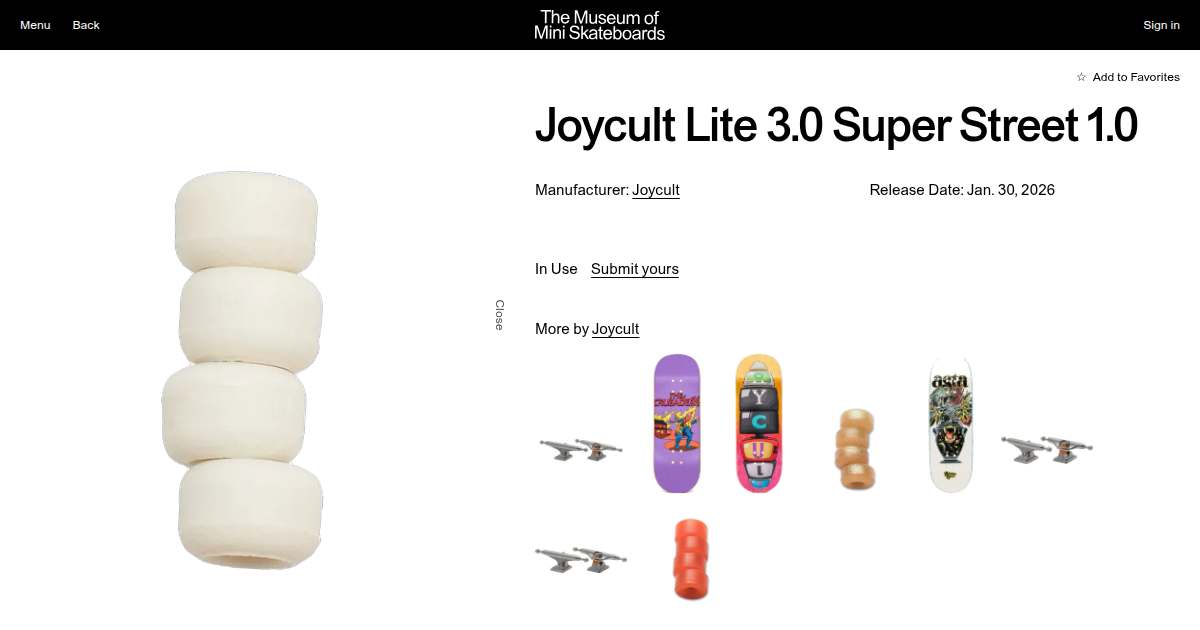 Menu
Back
The Museum of
Mini Skateboards
Sign in
☆ Add to Favorites
Joycult Lite 3.0 Super Street 1.0
Manufacturer: Joycult
Release Date: Jan. 30, 2026
In Use
Submit yours
Close
More by Joycult
asta